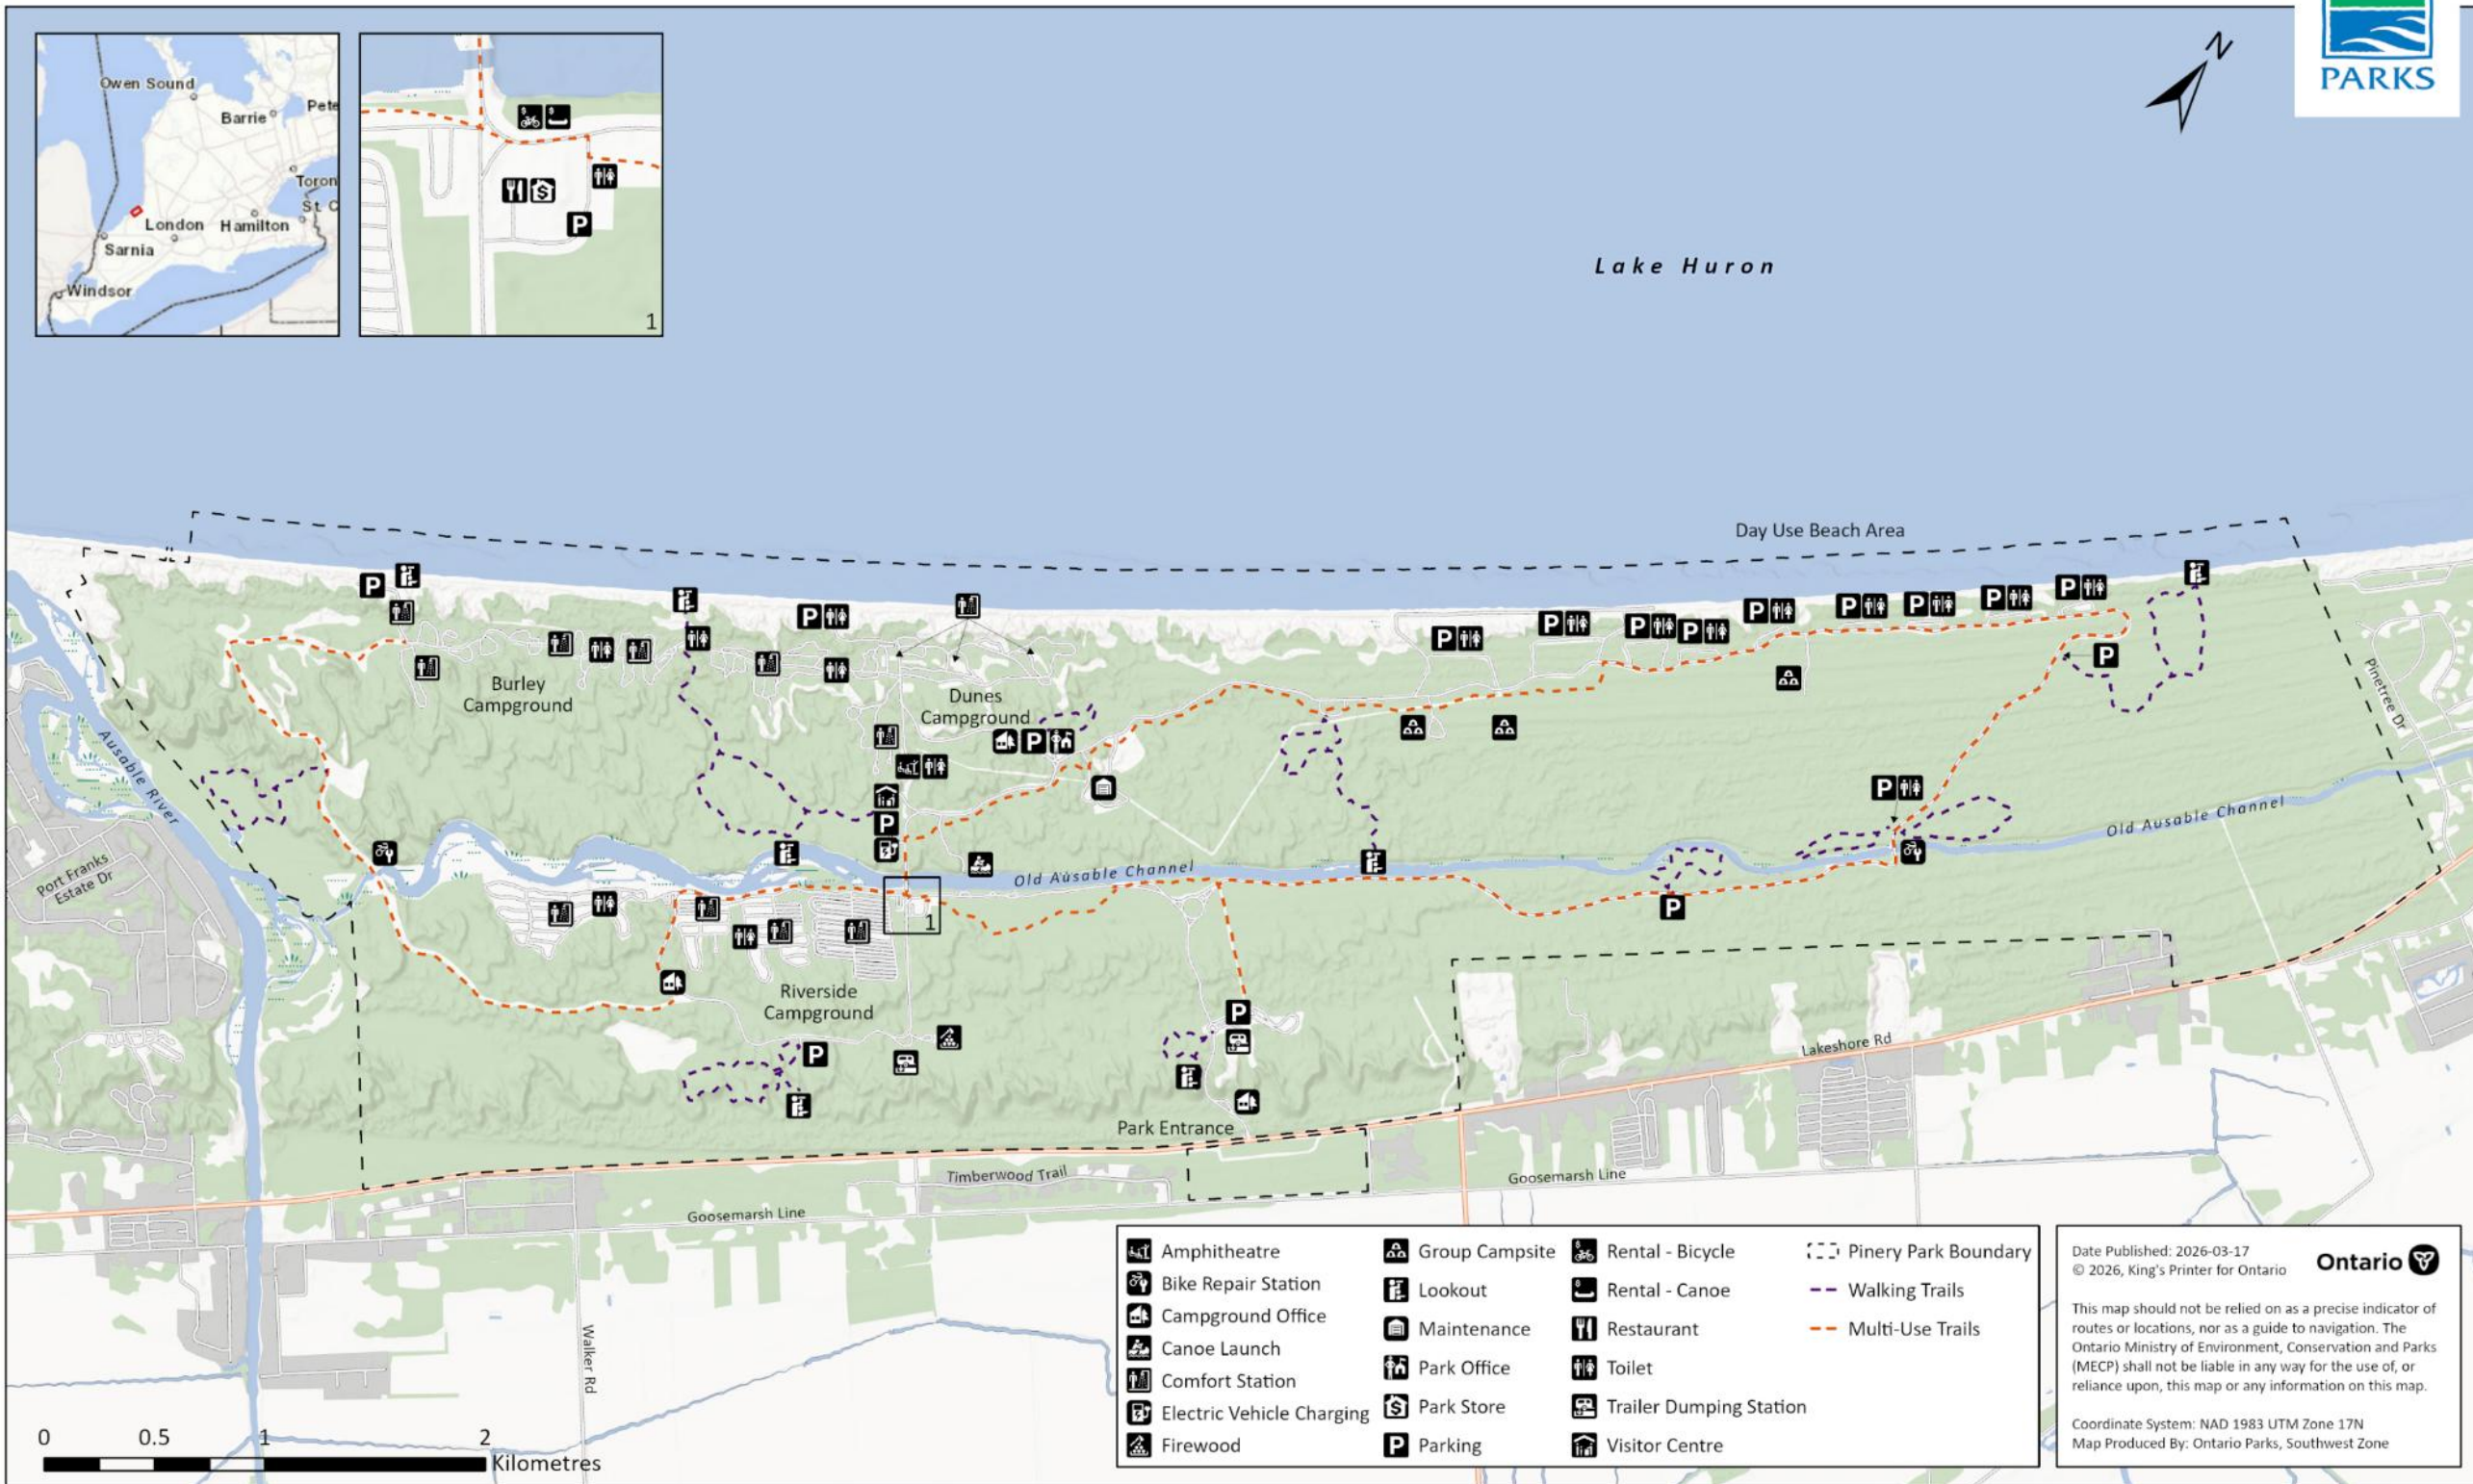 PARKS
N
Owen Sound
Barrie
Pete
Toron
St. C
London
Hamilton
Sarnia
Windsor
1
Lake Huron
Day Use Beach Area
Burley
Campground
Dunes
Campground
Pinetree Dr
Ausable River
Old Ausable Channel
Port Franks
Estate Dr
Old Ausable Channel
1
Riverside
Campground
Lakeshore Rd
Park Entrance
Timberwood Trail
Goosemarsh Line
Goosemarsh Line
Walker Rd
Amphitheatre
Bike Repair Station
Campground Office
Canoe Launch
Comfort Station
Electric Vehicle Charging
Firewood
Group Campsite
Lookout
Maintenance
Park Office
Park Store
P Parking
Rental - Bicycle
Rental - Canoe
Restaurant
Toilet
Trailer Dumping Station
Visitor Centre
Pinery Park Boundary
Walking Trails
Multi-Use Trails
Date Published: 2026-03-17
© 2026, King's Printer for Ontario
Ontario
This map should not be relied on as a precise indicator of
routes or locations, nor as a guide to navigation. The
Ontario Ministry of Environment, Conservation and Parks
(MECP) shall not be liable in any way for the use of, or
reliance upon, this map or any information on this map.
Coordinate System: NAD 1983 UTM Zone 17N
Map Produced By: Ontario Parks, Southwest Zone
0 0.5 1 2
Kilometres